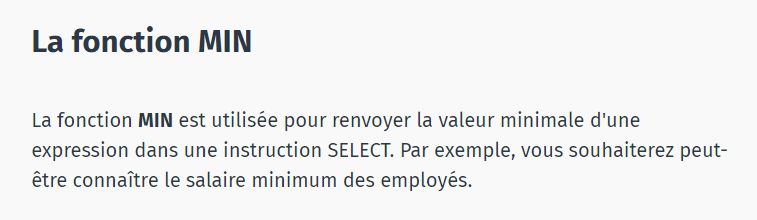 La fonction MIN
La fonction MIN est utilisée pour renvoyer la valeur minimale d'une
expression dans une instruction SELECT. Par exemple, vous souhaiterez peut-
être connaître le salaire minimum des employés.